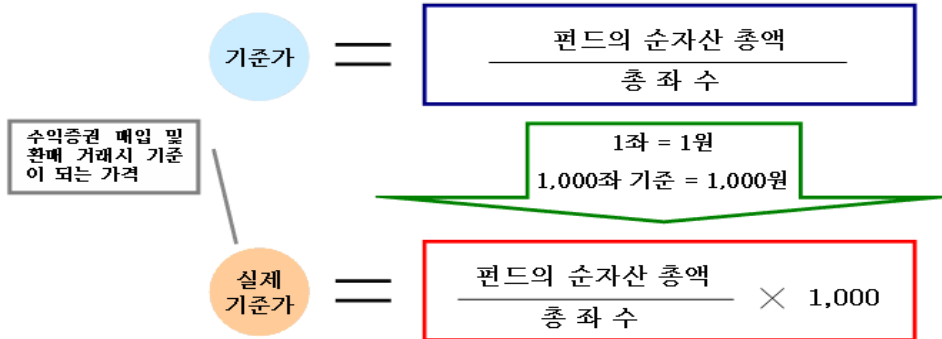 기준가
펀드의 순자산 총액
총 좌 수
수익증권 매입 및
환매 거래시 기준
이 되는 가격
1좌 = 1원
1,000좌 기준 = 1,000원
실제
기준가
펀드의 순자산 총액
총 좌 수
× 1,000